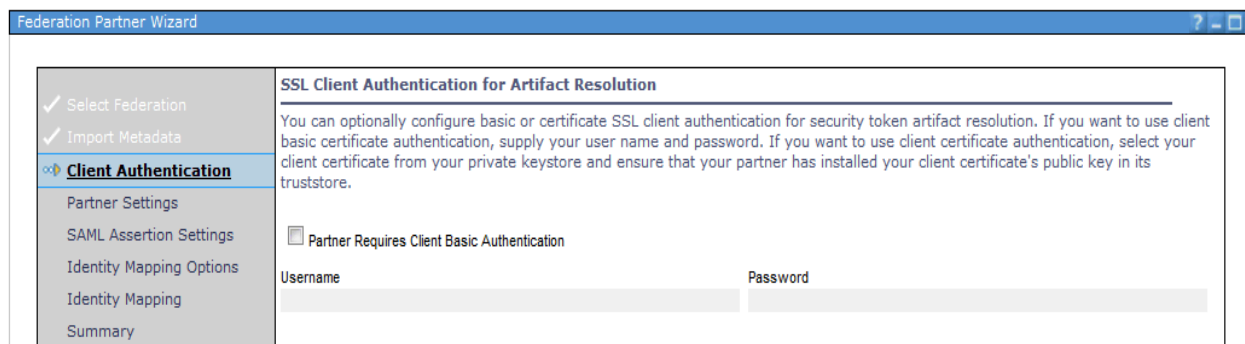 Federation Partner Wizard
Select Federation
Import Metadata
Client Authentication
Partner Settings
SAML Assertion Settings
Identity Mapping Options
Identity Mapping
Summary
SSL Client Authentication for Artifact Resolution
You can optionally configure basic or certificate SSL client authentication for security token artifact resolution. If you want to use client
basic certificate authentication, supply your user name and password. If you want to use client certificate authentication, select your
client certificate from your private keystore and ensure that your partner has installed your client certificate's public key in its
truststore.
Partner Requires Client Basic Authentication
Username
Password